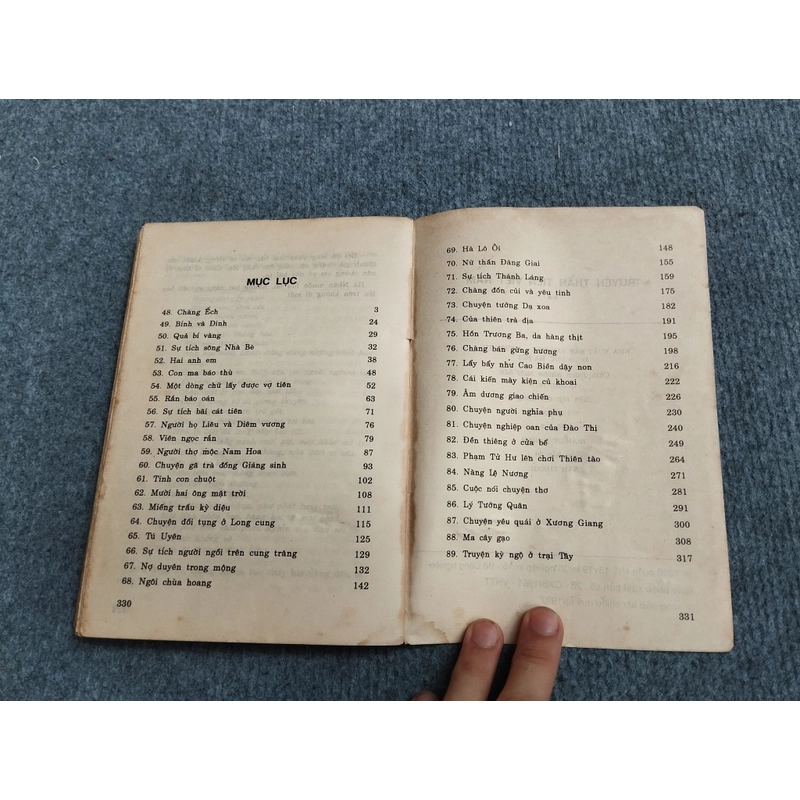 MỤC LỤC
48. Chàng Ếch 3
49. Bính và Đinh 24
50. Quả bí vàng 29
51. Sự tích sông Nhà Bè 32
52. Hai anh em 38
53. Con ma báo thù 48
54. Một dòng chữ lấy được vợ tiên 52
55. Rắn báo oán 63
56. Sự tích bãi cát tiên 71
57. Người họ Liêu và Diêm vương 76
58. Viên ngọc rắn 79
59. Người thợ mộc Nam Hoa 87
60. Chuyện gã trà đồng Giáng sinh 93
61. Tinh con chuột 102
62. Mười hai ông mặt trời 108
63. Miếng trầu kỳ diệu 111
64. Chuyện đối tụng ở Long cung 115
65. Tú Uyên 125
66. Sự tích người ngồi trên cung trăng 129
67. Nợ duyên trong mộng 132
68. Ngôi chùa hoang 142
330
69. Hà Lô Ôi 148
70. Nữ thần Đăng Giai 155
71. Sự tích Thánh Láng 159
72. Chàng đốn củi và yêu tinh 175
73. Chuyện tướng Dạ xoa 182
74. Của thiên trả địa 191
75. Hồn Trương Ba, da hàng thịt 195
76. Chàng bán gừng hương 198
77. Lẩy bẩy như Cao Biền dậy non 216
78. Cái kiến mày kiện củ khoai 222
79. Âm dương giao chiến 226
80. Chuyện người nghĩa phụ 230
81. Chuyện nghiệp oan của Đào Thi 240
82. Đền thiêng ở cửa bể 249
83. Phạm Tử Hư lên chơi Thiên tào 264
84. Nàng Lệ Nương 271
85. Cuộc nối chuyện thơ 281
86. Lý Tướng Quân 291
87. Chuyện yêu quái ở Xương Giang 300
88. Ma cây gạo 308
89. Truyện kỳ ngộ ở trại Tây 317
331